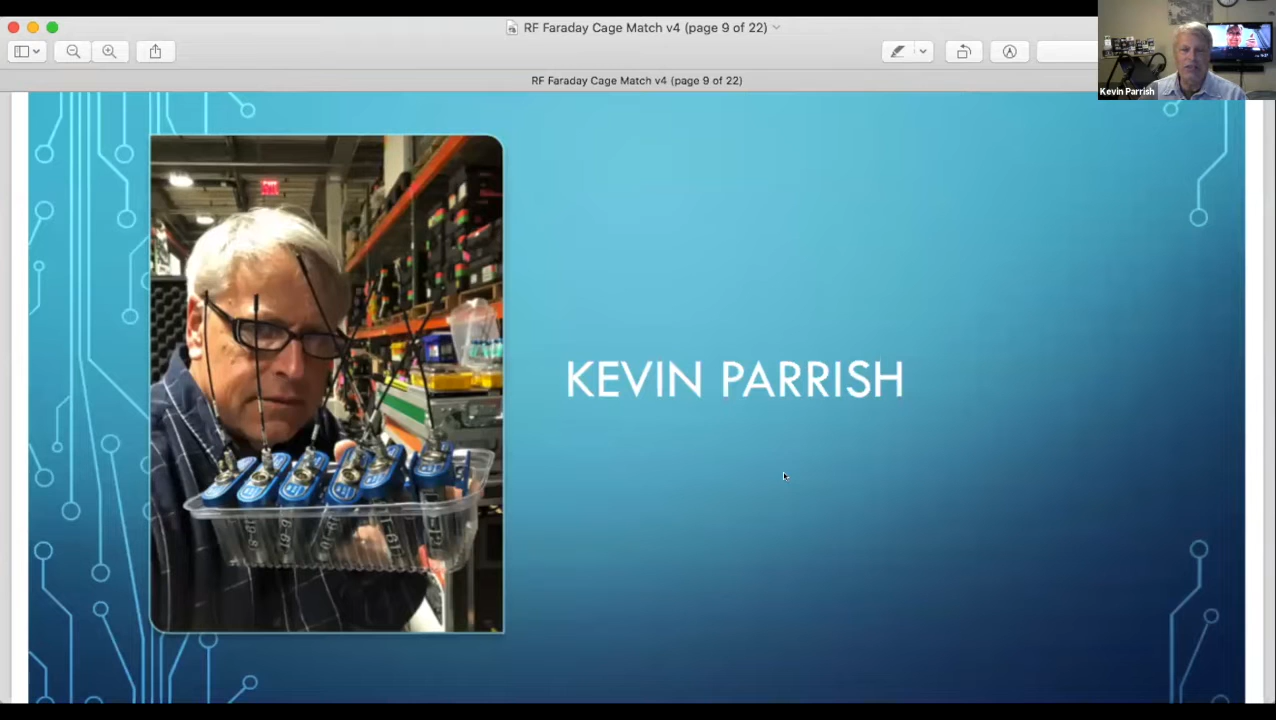 RF Faraday Cage Match v4 (page 9 of 22)
RF Faraday Cage Match v4 (page 9 of 22)
Kevin Parrish
KEVIN PARRISH